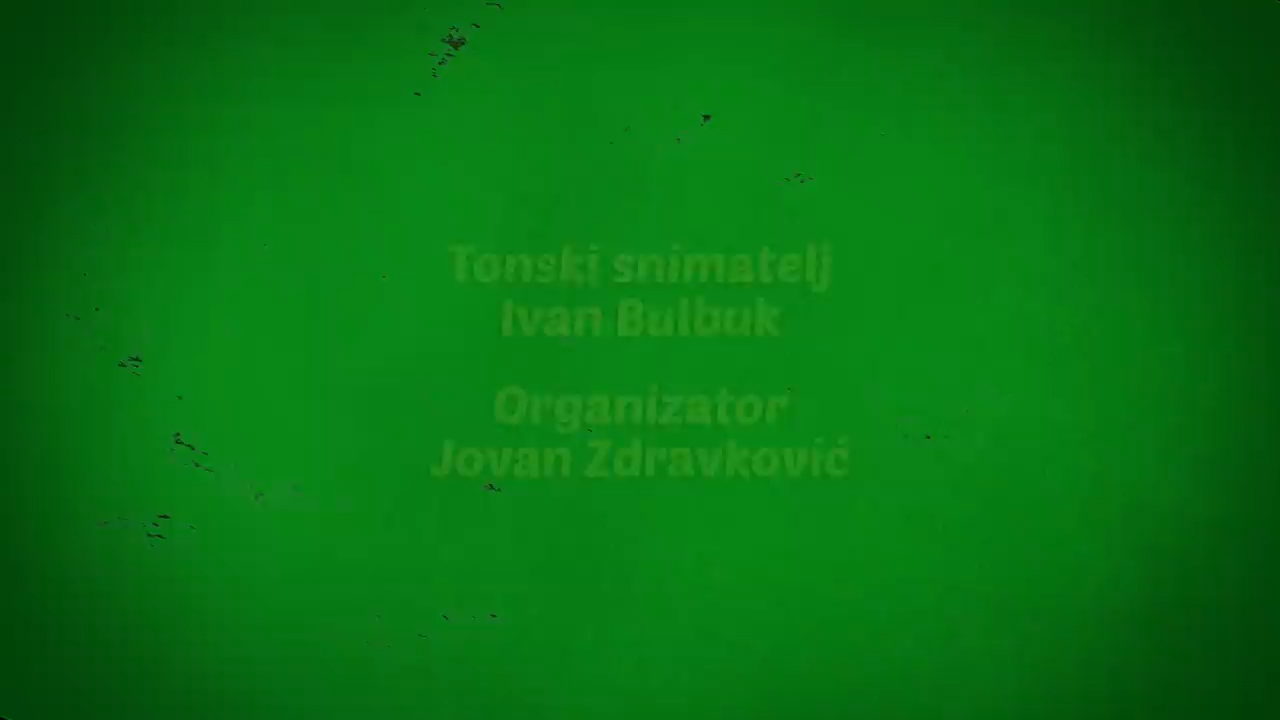 Tonski snimatelj
Ivan Bulbuk
Organizator
Jovan Zdravković